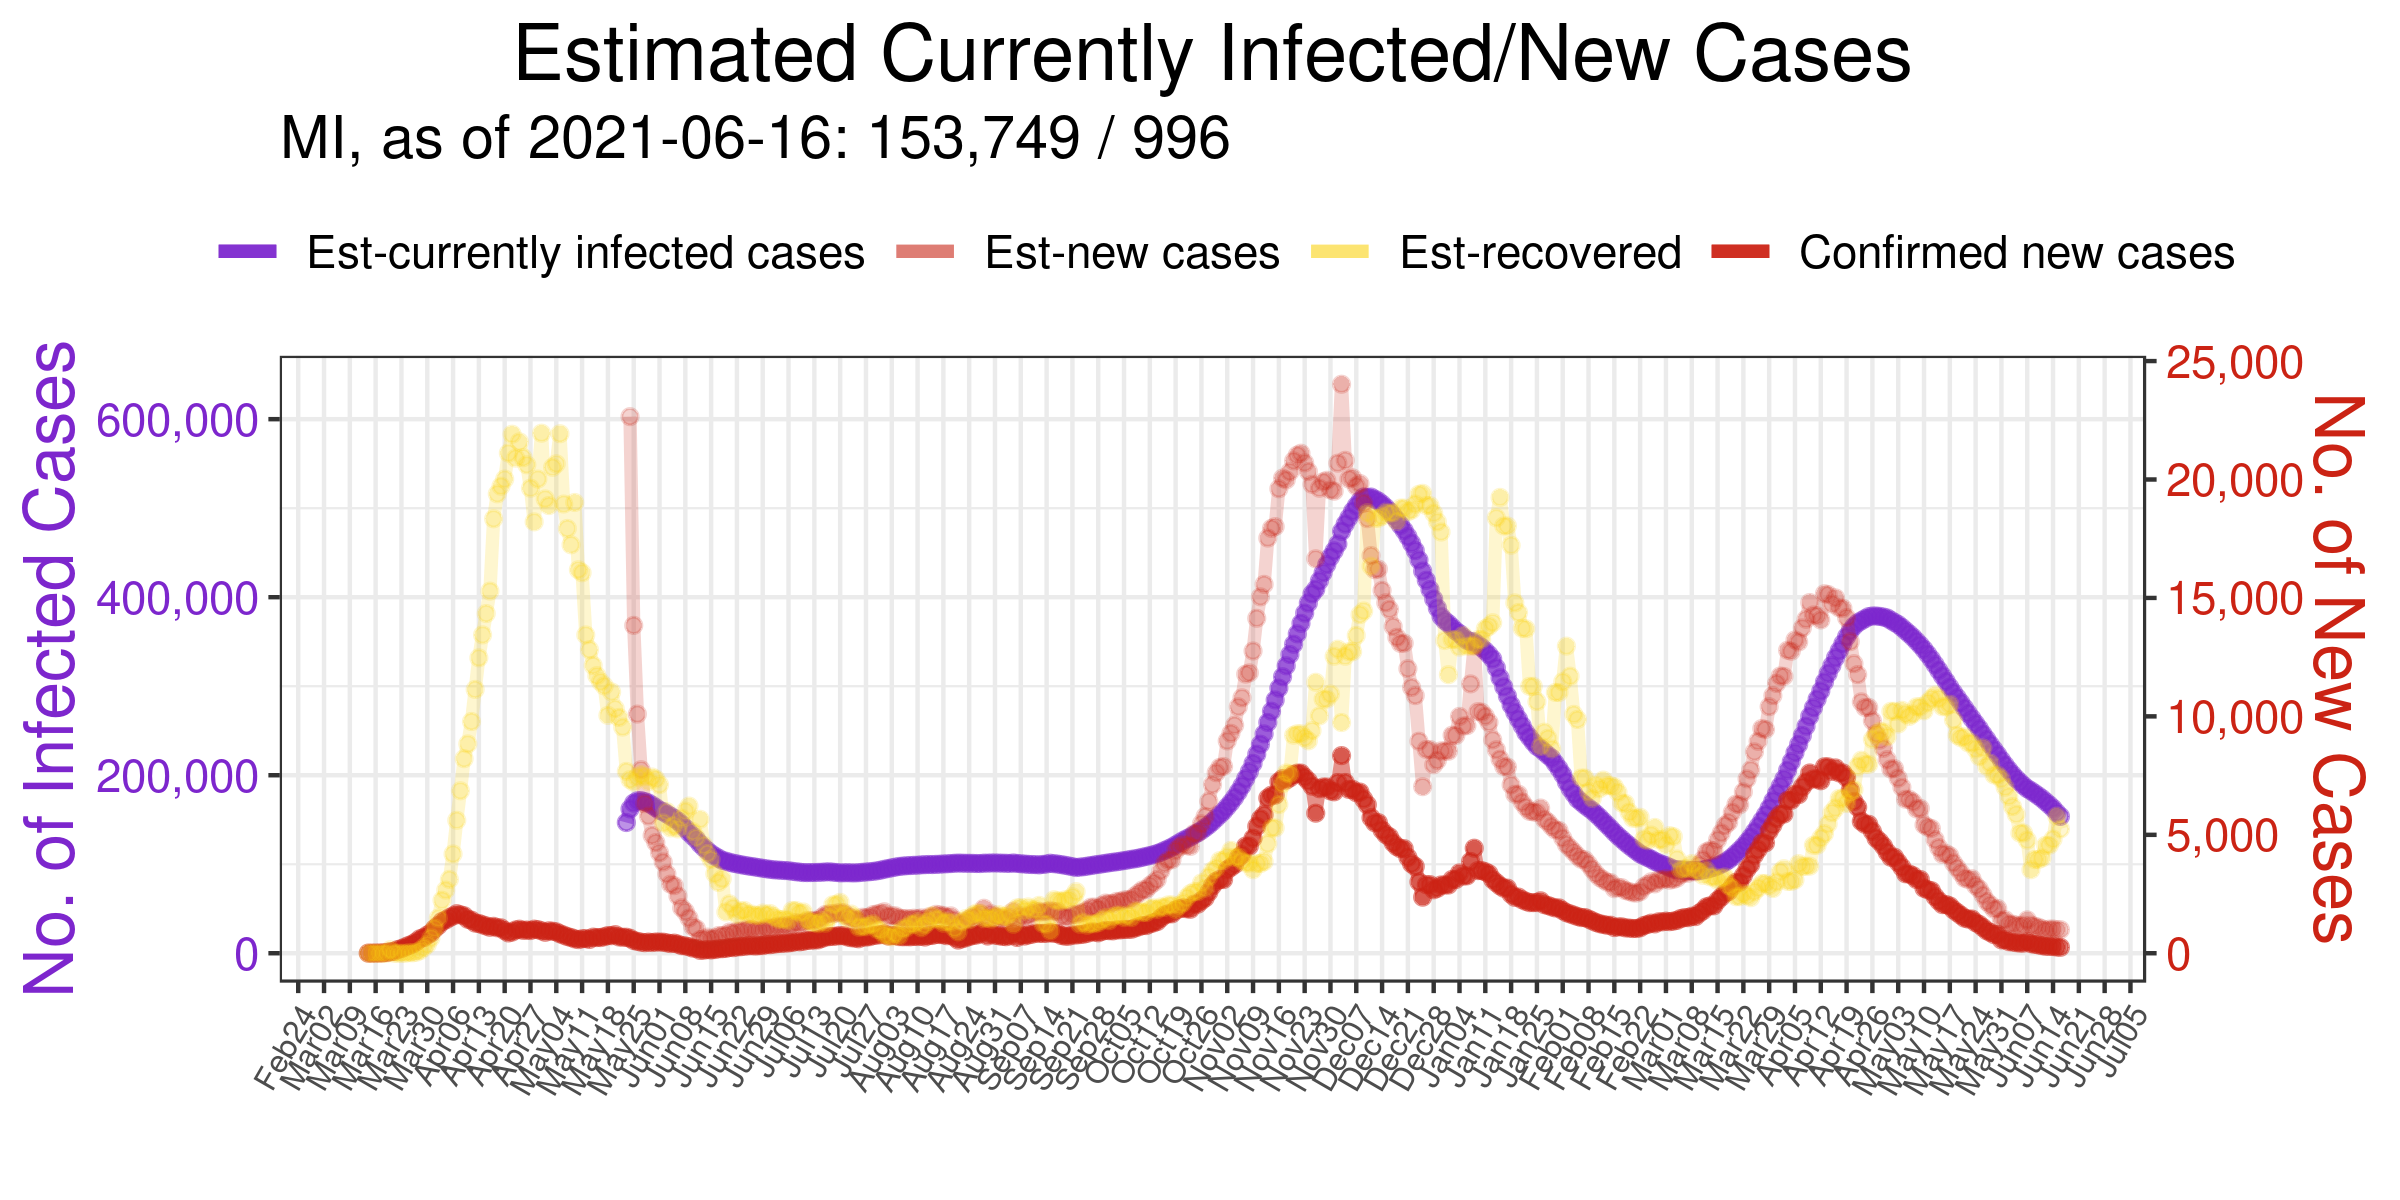 Estimated Currently Infected/New Cases
MI, as of 2021-06-16: 153,749 / 996
Est-currently infected cases
Est-new cases
Est-recovered
Confirmed new cases
No. of Infected Cases
600,000
400,000
200,000
0
25,000
20,000
15,000
10,000
5,000
0
No. of New Cases
Feb24
Mar02
Mar09
Mar16
Mar23
Mar30
Apr06
Apr13
Apr20
Apr27
May04
May11
May18
May25
Jun01
Jun08
Jun15
Jun22
Jun29
Jul06
Jul13
Jul20
Jul27
Aug03
Aug10
Aug17
Aug24
Aug31
Sep07
Sep14
Sep21
Sep28
Oct05
Oct12
Oct19
Oct26
Nov02
Nov09
Nov16
Nov23
Nov30
Dec07
Dec14
Dec21
Dec28
Jan04
Jan11
Jan18
Jan25
Feb01
Feb08
Feb15
Feb22
Mar01
Mar08
Mar15
Mar22
Mar29
Apr05
Apr12
Apr19
Apr26
May03
May10
May17
May24
May31
Jun07
Jun14
Jun21
Jun28
Jul05